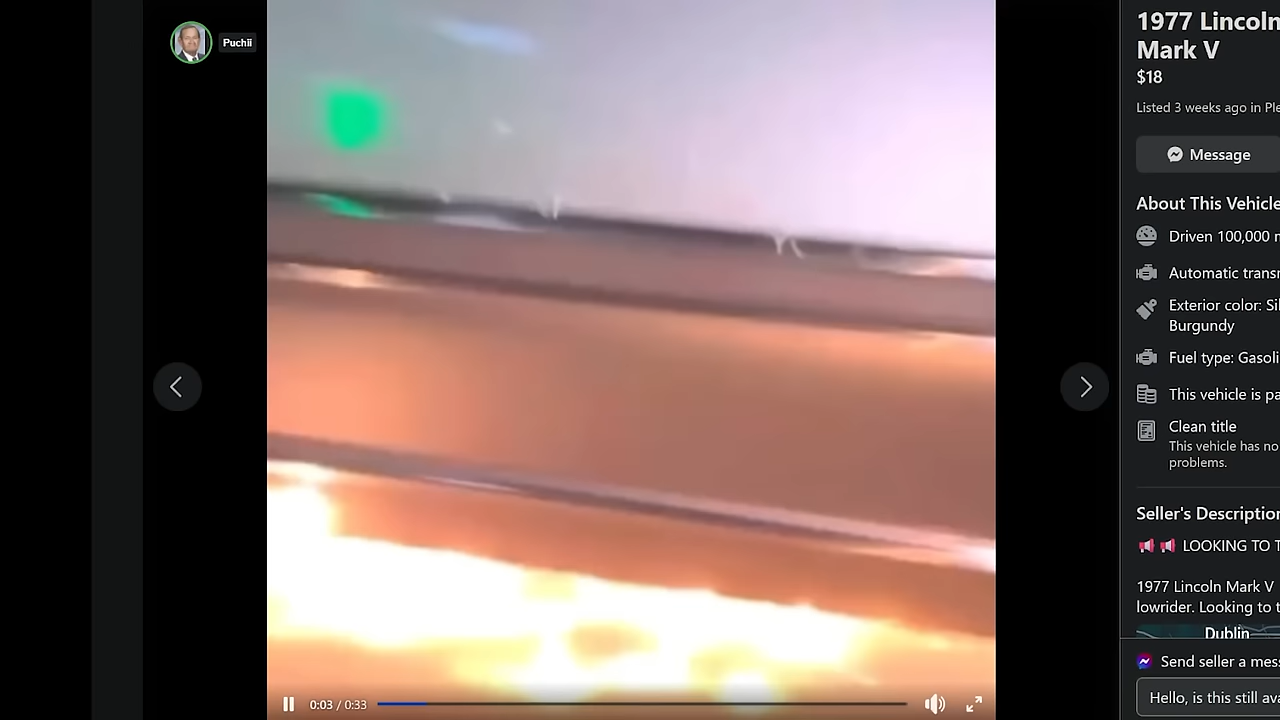 Puchii
1977 Lincoln
Mark V
$18
Listed 3 weeks ago in Ple
Message
About This Vehicle
Driven 100,000 m
Automatic transm
Exterior color: Sil
Burgundy
Fuel type: Gasoli
This vehicle is pa
Clean title
This vehicle has no
problems.
Seller's Description
LOOKING TO T
1977 Lincoln Mark V
lowrider. Looking to t
Dublin
Send seller a mess
Hello, is this still ava
0:03 / 0:33